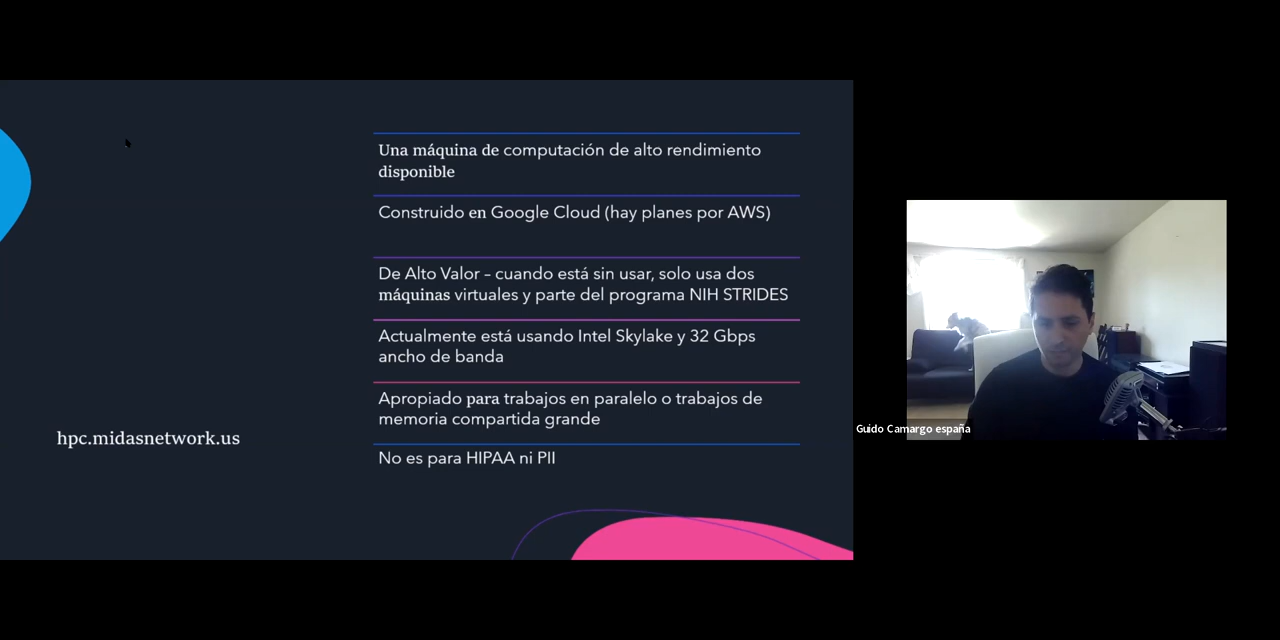 Una máquina de computación de alto rendimiento
disponible
Construido en Google Cloud (hay planes por AWS)
De Alto Valor – cuando está sin usar, solo usa dos
máquinas virtuales y parte del programa NIH STRIDES
Actualmente está usando Intel Skylake y 32 Gbps
ancho de banda
Apropiado para trabajos en paralelo o trabajos de
memoria compartida grande
No es para HIPAA ni PII
hpc.midasnetwork.us
Guido Camargo españa